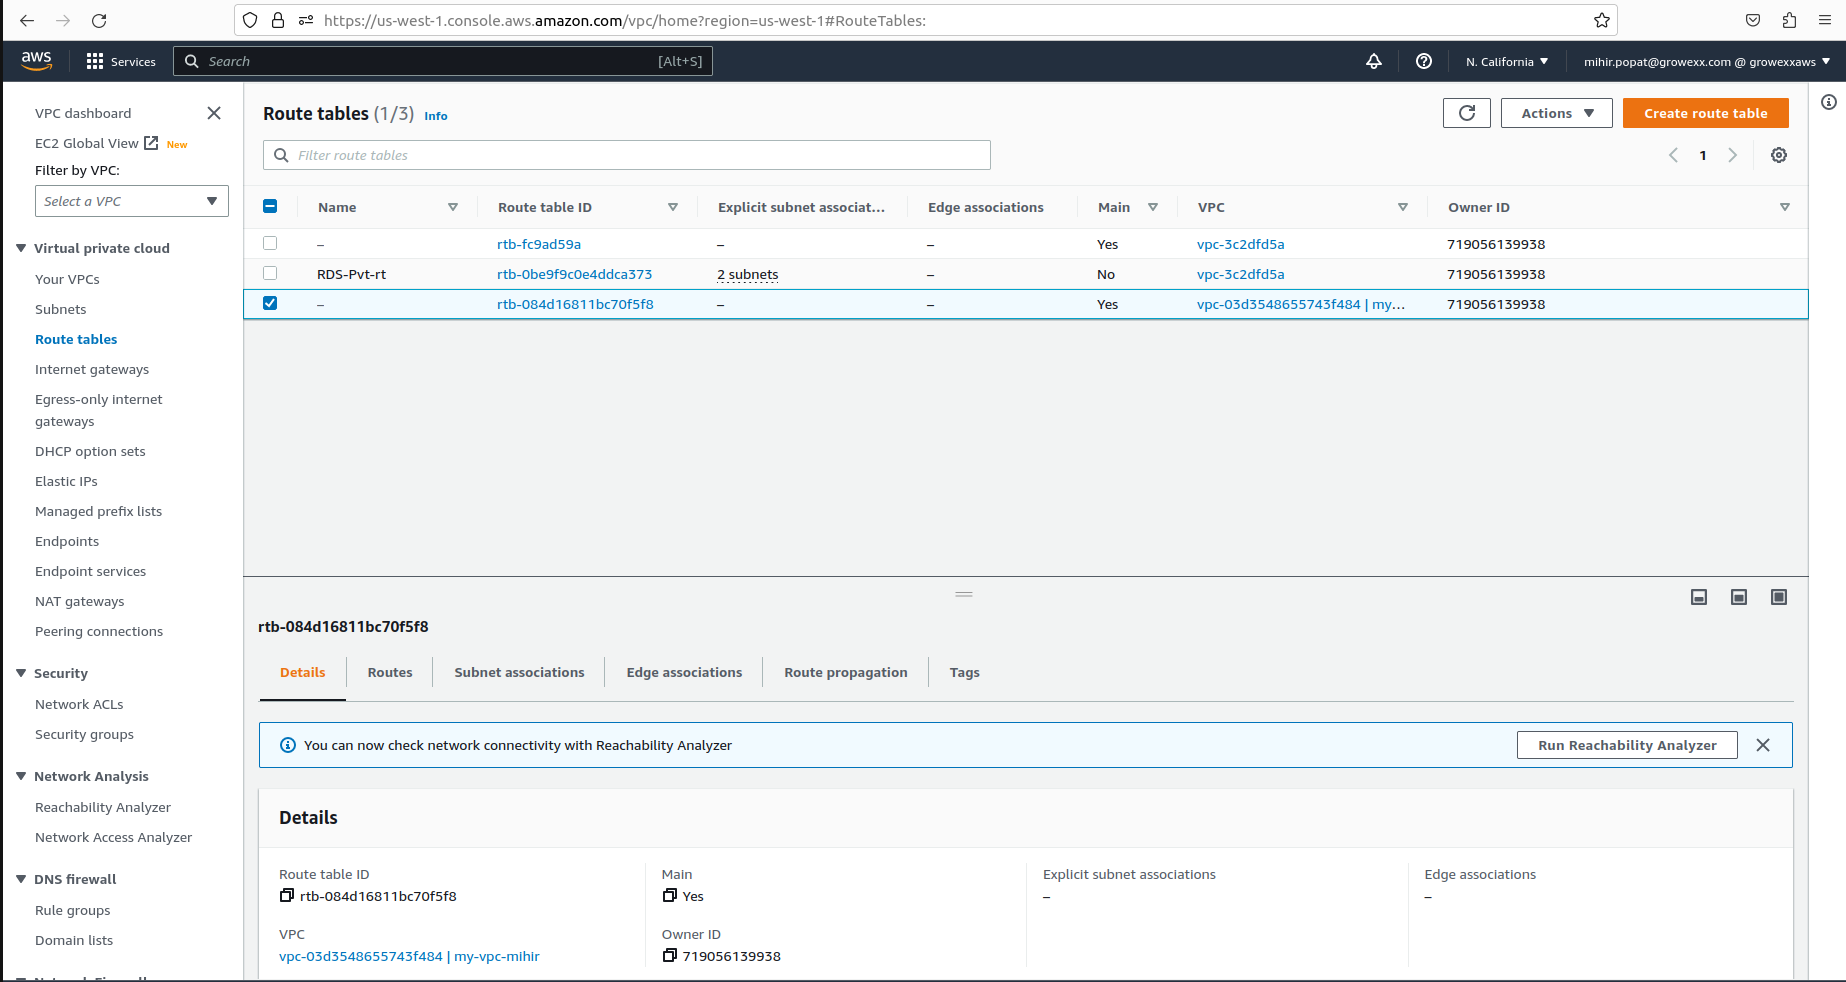 https://us-west-1.console.aws.amazon.com/vpc/home?region=us-west-1#RouteTables:
aws Services Search [Alt+S] N. California mihir.popat@growexx.com @ growexxaws
VPC dashboard
EC2 Global View New
Filter by VPC:
Select a VPC
Virtual private cloud
Your VPCs
Subnets
Route tables
Internet gateways
Egress-only internet
gateways
DHCP option sets
Elastic IPs
Managed prefix lists
Endpoints
Endpoint services
NAT gateways
Peering connections
Security
Network ACLs
Security groups
Network Analysis
Reachability Analyzer
Network Access Analyzer
DNS firewall
Rule groups
Domain lists
Route tables (1/3) Info
Actions
Create route table
Filter route tables
1
Name Route table ID Explicit subnet associat... Edge associations Main VPC Owner ID
– rtb-fc9ad59a – – Yes vpc-3c2dfd5a 719056139938
RDS-Pvt-rt rtb-0be9f9c0e4ddca373 2 subnets – No vpc-3c2dfd5a 719056139938
– rtb-084d16811bc70f5f8 – – Yes vpc-03d3548655743f484 | my... 719056139938
rtb-084d16811bc70f5f8
Details Routes Subnet associations Edge associations Route propagation Tags
You can now check network connectivity with Reachability Analyzer
Run Reachability Analyzer
Details
Route table ID
rtb-084d16811bc70f5f8
Main
Yes
Explicit subnet associations
–
Edge associations
–
VPC
vpc-03d3548655743f484 | my-vpc-mihir
Owner ID
719056139938